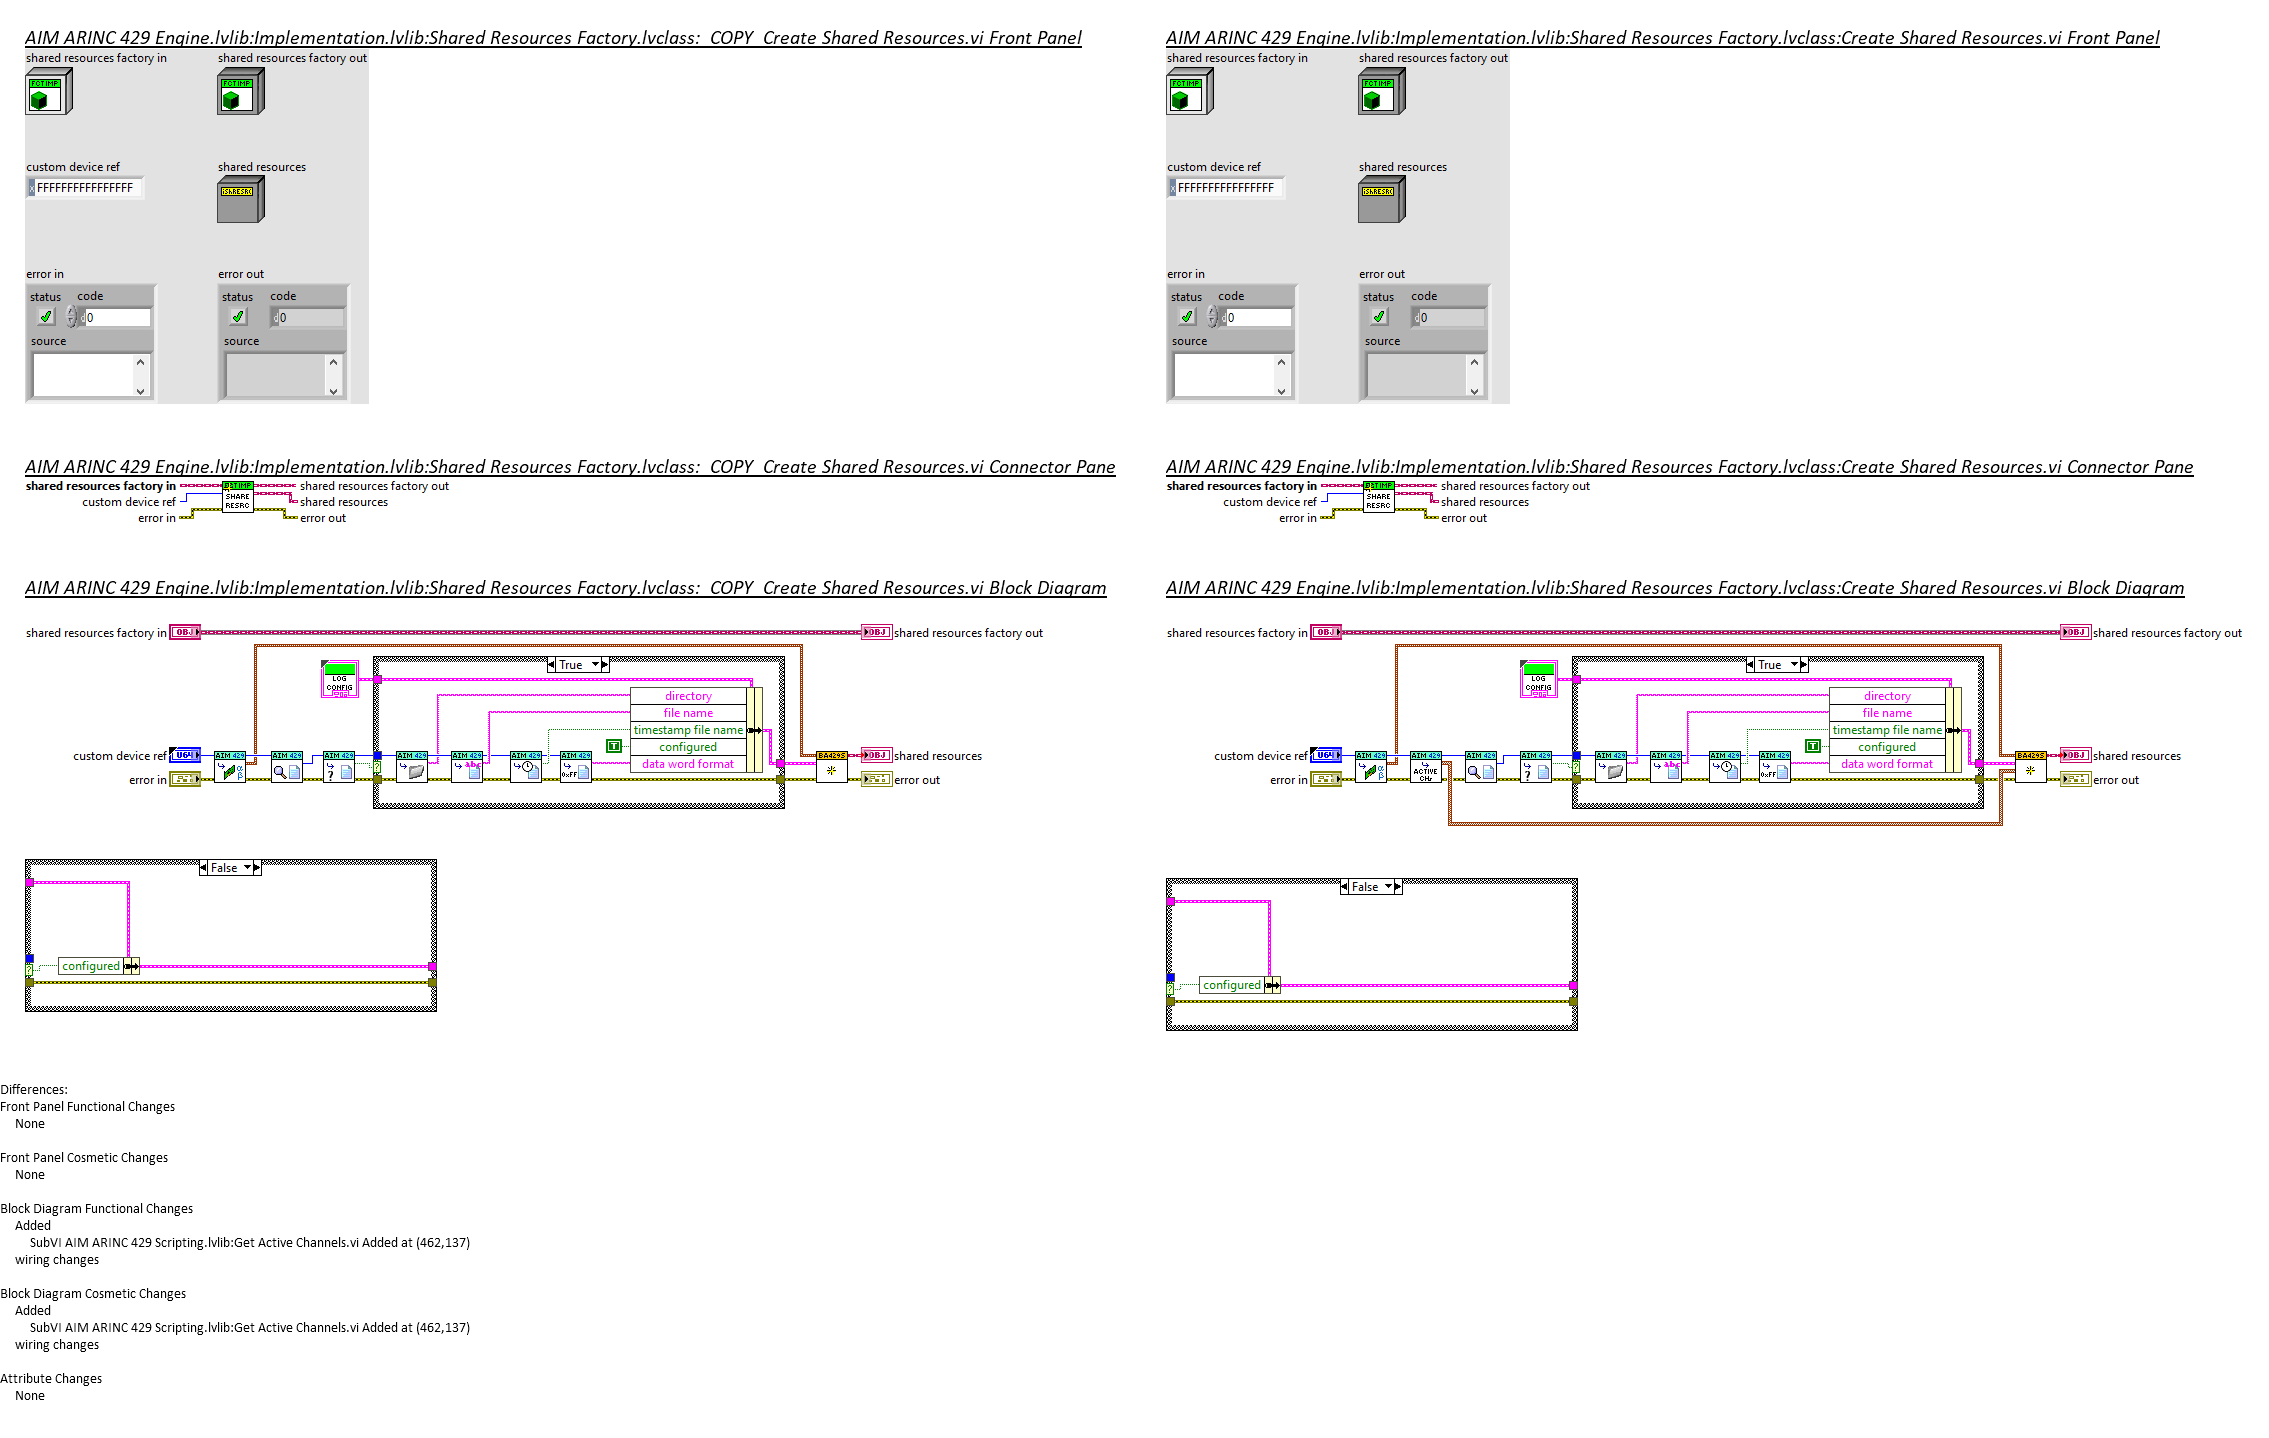 AIM ARINC 429 Engine.lvlib:Implementation.lvlib:Shared Resources Factory.lvclass:_COPY_Create Shared Resources.vi Front Panel
shared resources factory in
shared resources factory out
FCTIMP
FCTIMP
custom device ref
shared resources
x FFFFFFFFFFFFFFFF
iShRESRC
error in
error out
status code
status code
d 0
d 0
source
source
AIM ARINC 429 Engine.lvlib:Implementation.lvlib:Shared Resources Factory.lvclass:Create Shared Resources.vi Front Panel
shared resources factory in
shared resources factory out
FCTIMP
FCTIMP
custom device ref
shared resources
x FFFFFFFFFFFFFFFF
iShRESRC
error in
error out
status code
status code
d 0
d 0
source
source
AIM ARINC 429 Engine.lvlib:Implementation.lvlib:Shared Resources Factory.lvclass:_COPY_Create Shared Resources.vi Connector Pane
shared resources factory in
shared resources factory out
custom device ref
SHARE
RESRC
shared resources
error in
error out
AIM ARINC 429 Engine.lvlib:Implementation.lvlib:Shared Resources Factory.lvclass:Create Shared Resources.vi Connector Pane
shared resources factory in
shared resources factory out
custom device ref
SHARE
RESRC
shared resources
error in
error out
AIM ARINC 429 Engine.lvlib:Implementation.lvlib:Shared Resources Factory.lvclass:_COPY_Create Shared Resources.vi Block Diagram
shared resources factory in OBJ
OBJ shared resources factory out
True
LOG
CONFIG
directory
file name
timestamp file name
T configured
data word format
custom device ref U64
AIM 429 AIM 429 AIM 429 ? AIM 429 AIM 429 abc AIM 429 AIM 429 0xFF
BA429S
OBJ shared resources
error in
error out
False
configured
?
AIM ARINC 429 Engine.lvlib:Implementation.lvlib:Shared Resources Factory.lvclass:Create Shared Resources.vi Block Diagram
shared resources factory in OBJ
OBJ shared resources factory out
True
LOG
CONFIG
directory
file name
timestamp file name
T configured
data word format
custom device ref U64
AIM 429 AIM 429 ACTIVE CHs AIM 429 AIM 429 ? AIM 429 AIM 429 abc AIM 429 AIM 429 0xFF
BA429S
OBJ shared resources
error in
error out
False
configured
?
Differences:
Front Panel Functional Changes
None
Front Panel Cosmetic Changes
None
Block Diagram Functional Changes
Added
SubVI AIM ARINC 429 Scripting.lvlib:Get Active Channels.vi Added at (462,137)
wiring changes
Block Diagram Cosmetic Changes
Added
SubVI AIM ARINC 429 Scripting.lvlib:Get Active Channels.vi Added at (462,137)
wiring changes
Attribute Changes
None